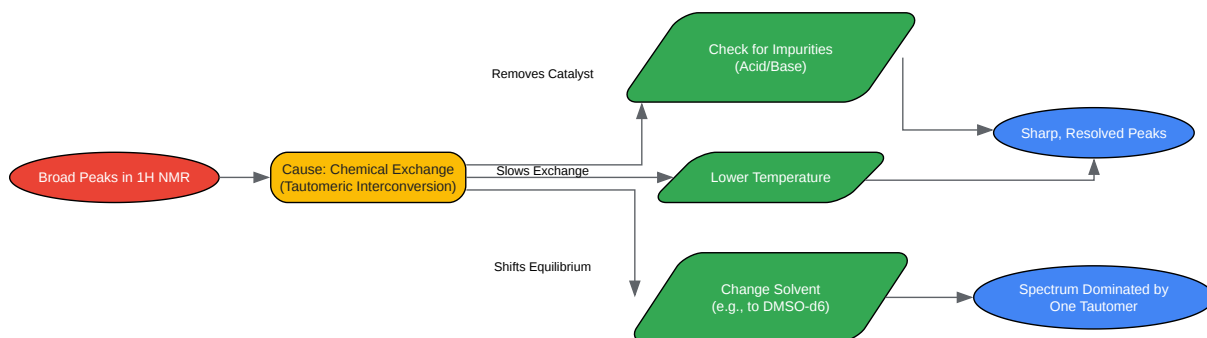 Check for Impurities
(Acid/Base)
Removes Catalyst
Sharp, Resolved Peaks
Broad Peaks in 1H NMR
Cause: Chemical Exchange
(Tautomeric Interconversion)
Slows Exchange
Lower Temperature
Shifts Equilibrium
Change Solvent
(e.g., to DMSO-d6)
Spectrum Dominated by
One Tautomer